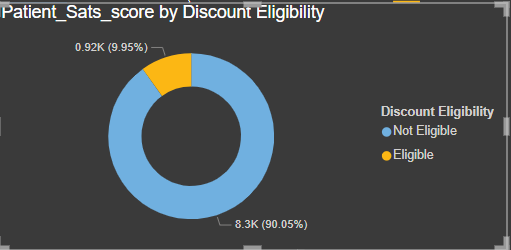 Patient_Sats_score by Discount Eligibility
0.92K (9.95%)
Discount Eligibility
Not Eligible
Eligible
8.3K (90.05%)